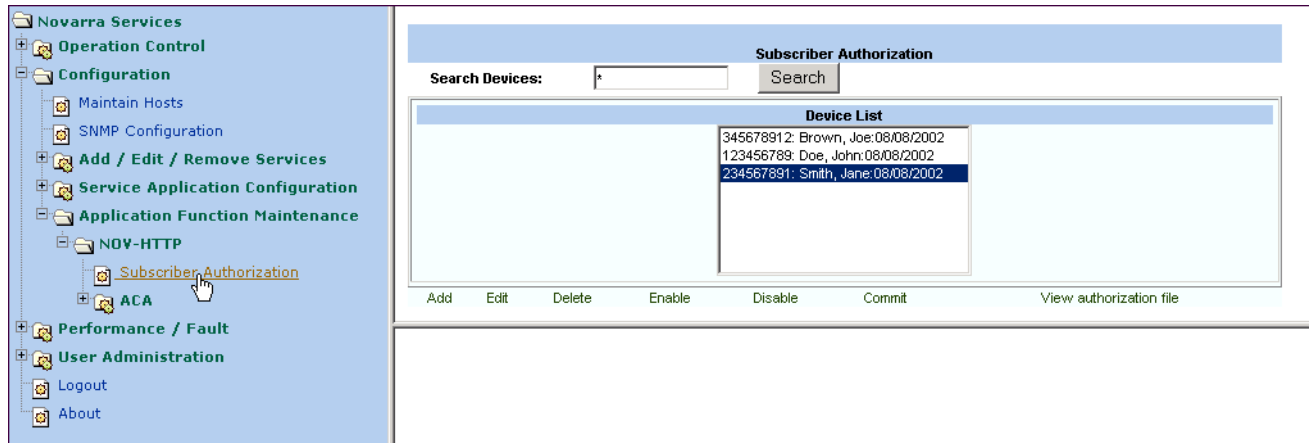 Novarra Services
Operation Control
Configuration
Maintain Hosts
SNMP Configuration
Add / Edit / Remove Services
Service Application Configuration
Application Function Maintenance
NOV-HTTP
Subscriber Authorization
ACA
Performance / Fault
User Administration
Logout
About
Subscriber Authorization
Search Devices: * Search
Device List
345678912: Brown, Joe:08/08/2002
123456789: Doe, John:08/08/2002
234567891: Smith, Jane:08/08/2002
Add Edit Delete Enable Disable Commit View authorization file